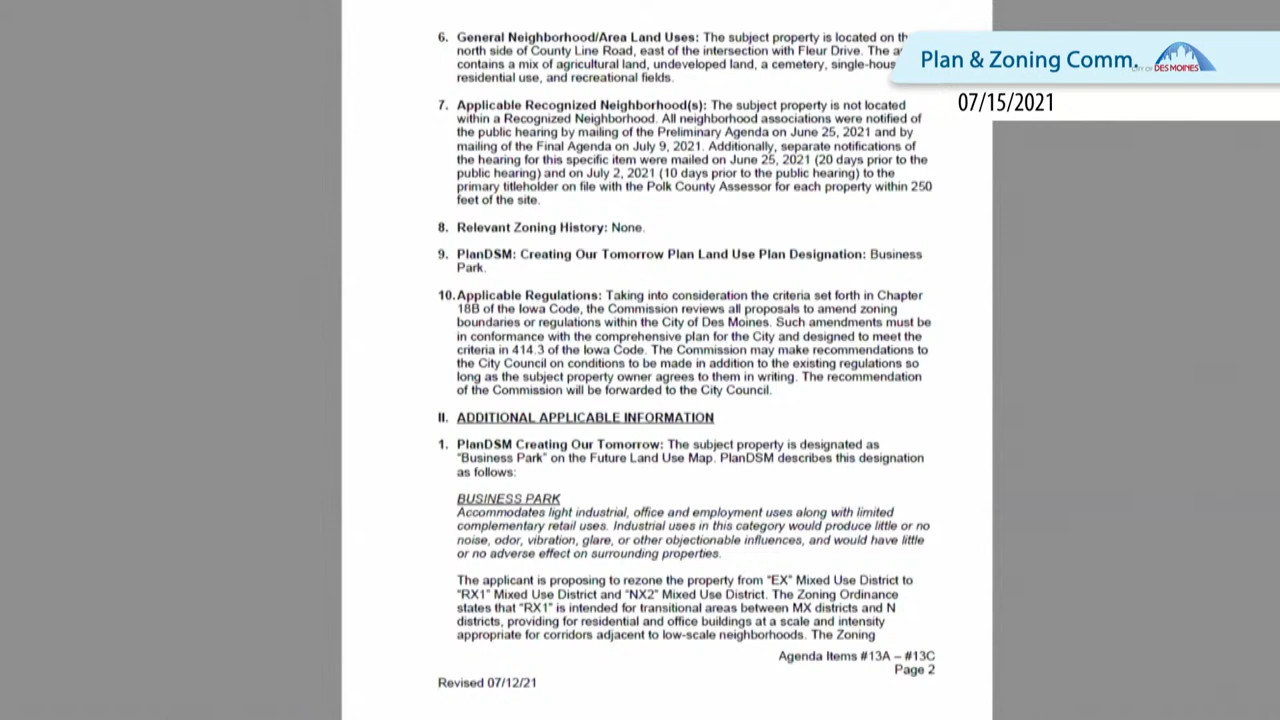 6. General Neighborhood/Area Land Uses: The subject property is located on th
north side of County Line Road, east of the intersection with Fleur Drive. The a
contains a mix of agricultural land, undeveloped land, a cemetery, single-hous
residential use, and recreational fields.
Plan & Zoning Comm.
CITY OF DES MOINES
07/15/2021
7. Applicable Recognized Neighborhood(s): The subject property is not located
within a Recognized Neighborhood. All neighborhood associations were notified of
the public hearing by mailing of the Preliminary Agenda on June 25, 2021 and by
mailing of the Final Agenda on July 9, 2021. Additionally, separate notifications of
the hearing for this specific item were mailed on June 25, 2021 (20 days prior to the
public hearing) and on July 2, 2021 (10 days prior to the public hearing) to the
primary titleholder on file with the Polk County Assessor for each property within 250
feet of the site.
8. Relevant Zoning History: None.
9. PlanDSM: Creating Our Tomorrow Plan Land Use Plan Designation: Business
Park.
10. Applicable Regulations: Taking into consideration the criteria set forth in Chapter
18B of the Iowa Code, the Commission reviews all proposals to amend zoning
boundaries or regulations within the City of Des Moines. Such amendments must be
in conformance with the comprehensive plan for the City and designed to meet the
criteria in 414.3 of the Iowa Code. The Commission may make recommendations to
the City Council on conditions to be made in addition to the existing regulations so
long as the subject property owner agrees to them in writing. The recommendation
of the Commission will be forwarded to the City Council.
II. ADDITIONAL APPLICABLE INFORMATION
1. PlanDSM Creating Our Tomorrow: The subject property is designated as
"Business Park" on the Future Land Use Map. PlanDSM describes this designation
as follows:
BUSINESS PARK
Accommodates light industrial, office and employment uses along with limited
complementary retail uses. Industrial uses in this category would produce little or no
noise, odor, vibration, glare, or other objectionable influences, and would have little
or no adverse effect on surrounding properties.
The applicant is proposing to rezone the property from "EX" Mixed Use District to
"RX1" Mixed Use District and "NX2" Mixed Use District. The Zoning Ordinance
states that "RX1" is intended for transitional areas between MX districts and N
districts, providing for residential and office buildings at a scale and intensity
appropriate for corridors adjacent to low-scale neighborhoods. The Zoning
Agenda Items #13A – #13C
Page 2
Revised 07/12/21